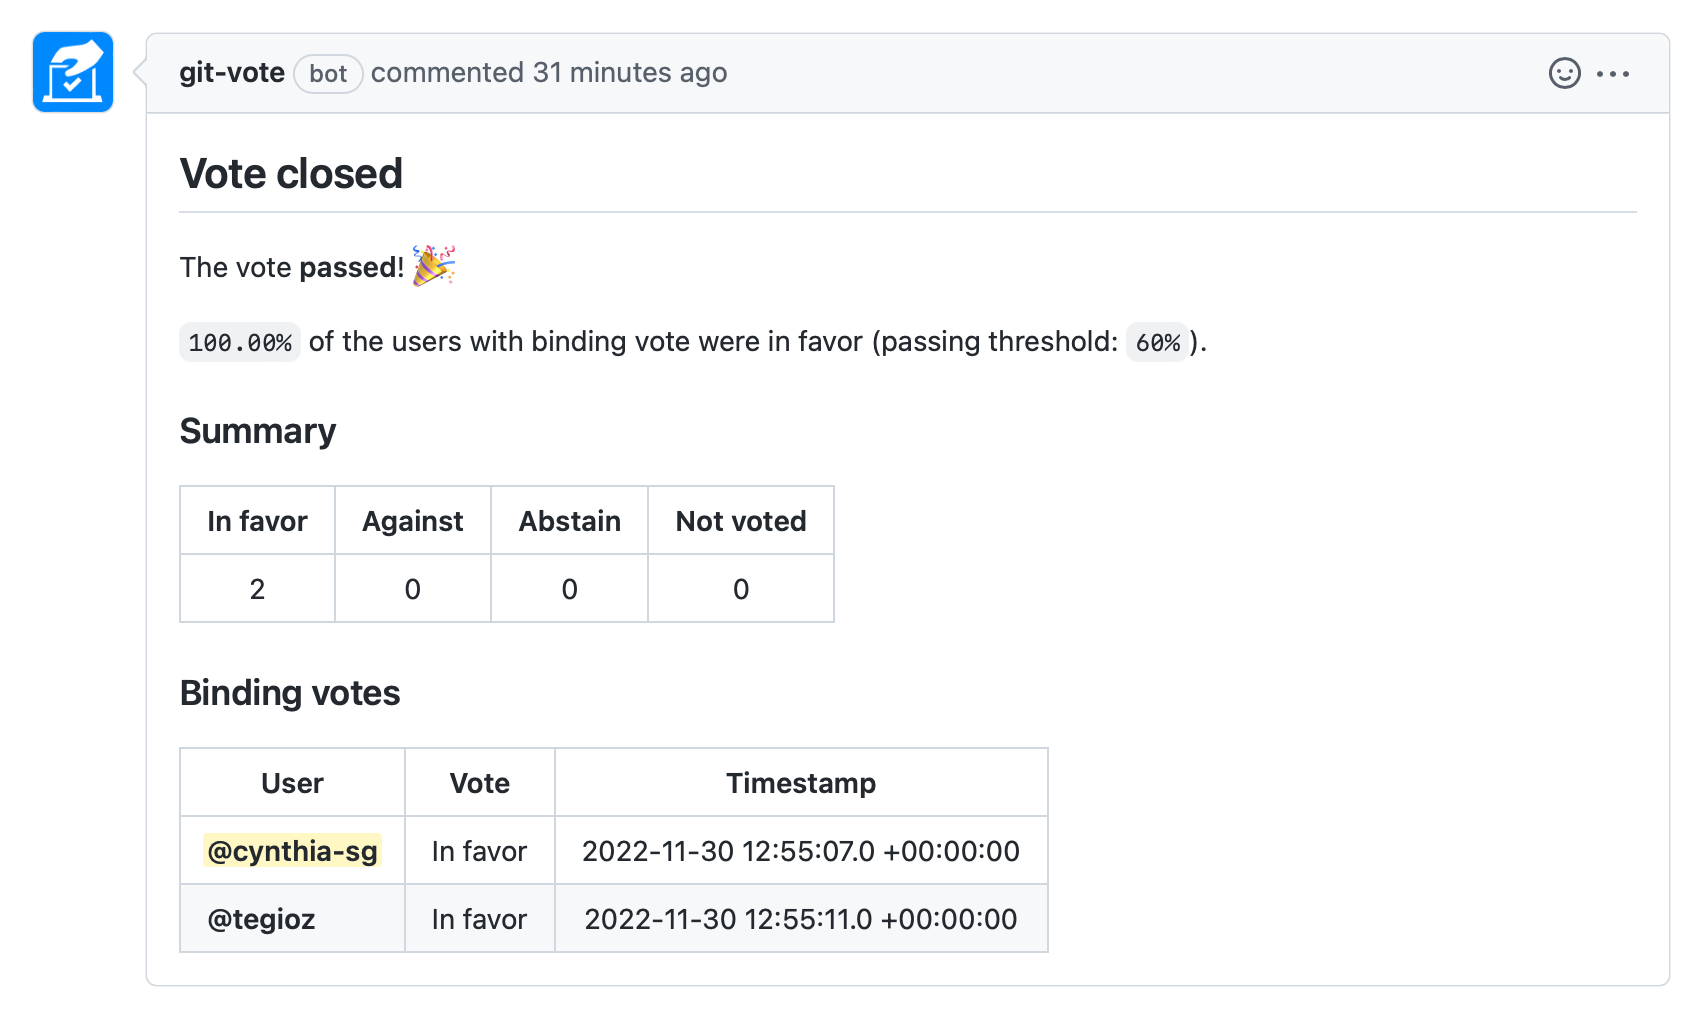 git-vote bot commented 31 minutes ago
Vote closed
The vote passed! 🎉
100.00% of the users with binding vote were in favor (passing threshold: 60%).
Summary
In favor Against Abstain Not voted
2 0 0 0
Binding votes
User Vote Timestamp
@cynthia-sg In favor 2022-11-30 12:55:07.0 +00:00:00
@tegioz In favor 2022-11-30 12:55:11.0 +00:00:00